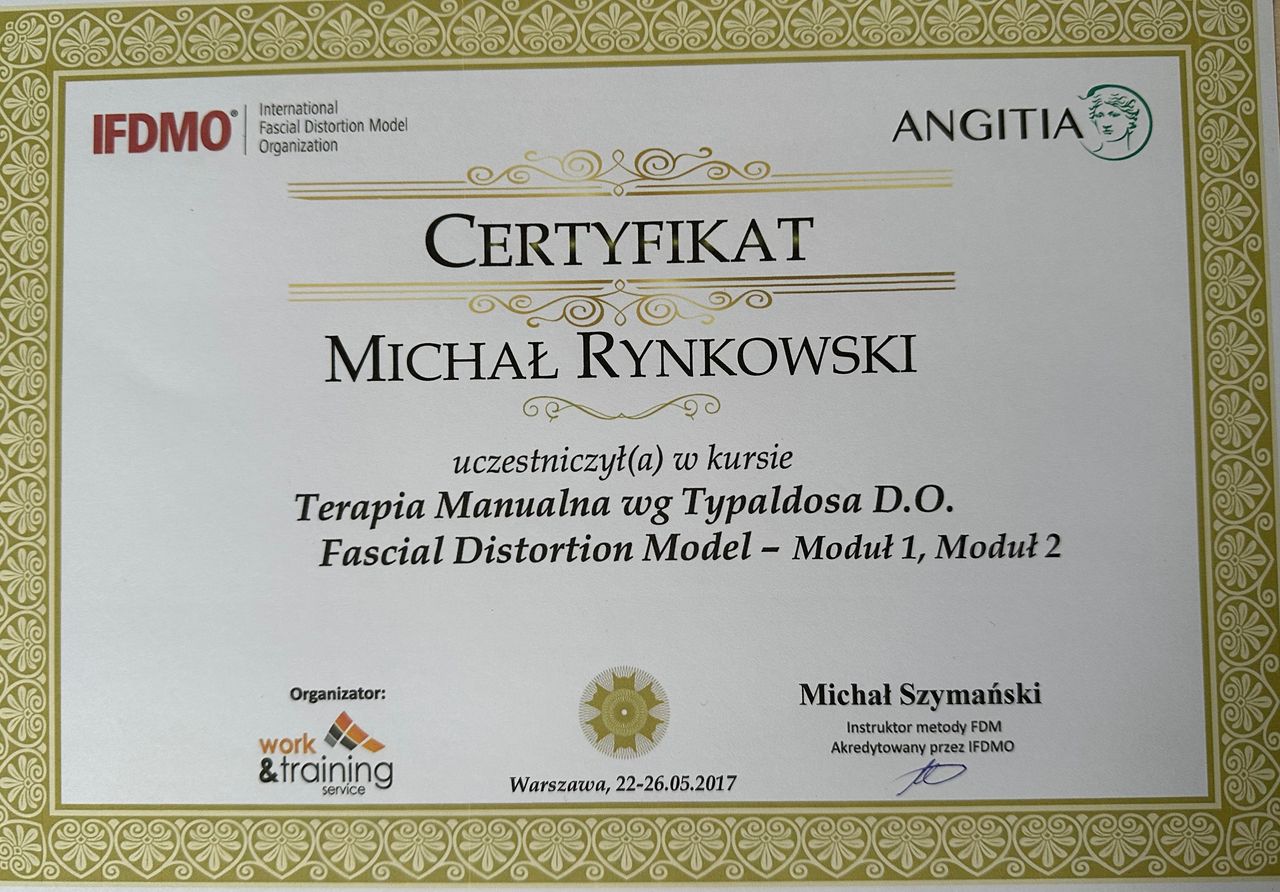 IFDMO®
International
Fascial Distortion Model
Organization
ANGITIA
CERTYFIKAT
MICHAŁ RYNKOWSKI
uczestniczył(a) w kursie
Terapia Manualna wg Typaldosa D.O.
Fascial Distortion Model – Moduł 1, Moduł 2
Organizator:
work
&training
service
Warszawa, 22-26.05.2017
Michał Szymański
Instruktor metody FDM
Akredytowany przez IFDMO